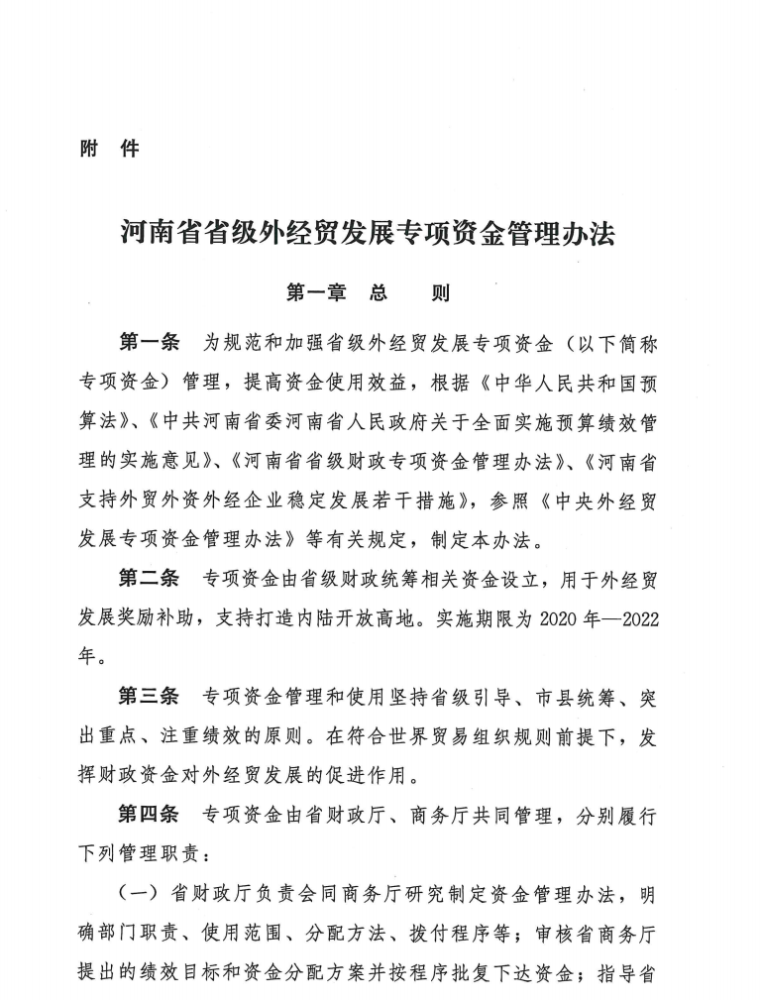 附　件
河南省省级外经贸发展专项资金管理办法
第一章　总　　则
第一条　为规范和加强省级外经贸发展专项资金（以下简称
专项资金）管理，提高资金使用效益，根据《中华人民共和国预
算法》、《中共河南省委河南省人民政府关于全面实施预算绩效管
理的实施意见》、《河南省省级财政专项资金管理办法》、《河南省
支持外贸外资外经企业稳定发展若干措施》，参照《中央外经贸
发展专项资金管理办法》等有关规定，制定本办法。
第二条　专项资金由省级财政统筹相关资金设立，用于外经贸
发展奖励补助，支持打造内陆开放高地。实施期限为 2020 年—2022
年。
第三条　专项资金管理和使用坚持省级引导、市县统筹、突
出重点、注重绩效的原则。在符合世界贸易组织规则前提下，发
挥财政资金对外经贸发展的促进作用。
第四条　专项资金由省财政厅、商务厅共同管理，分别履行
下列管理职责：
（一）省财政厅负责会同商务厅研究制定资金管理办法，明
确部门职责、使用范围、分配方法、拨付程序等；审核省商务厅
提出的绩效目标和资金分配方案并按程序批复下达资金；指导省